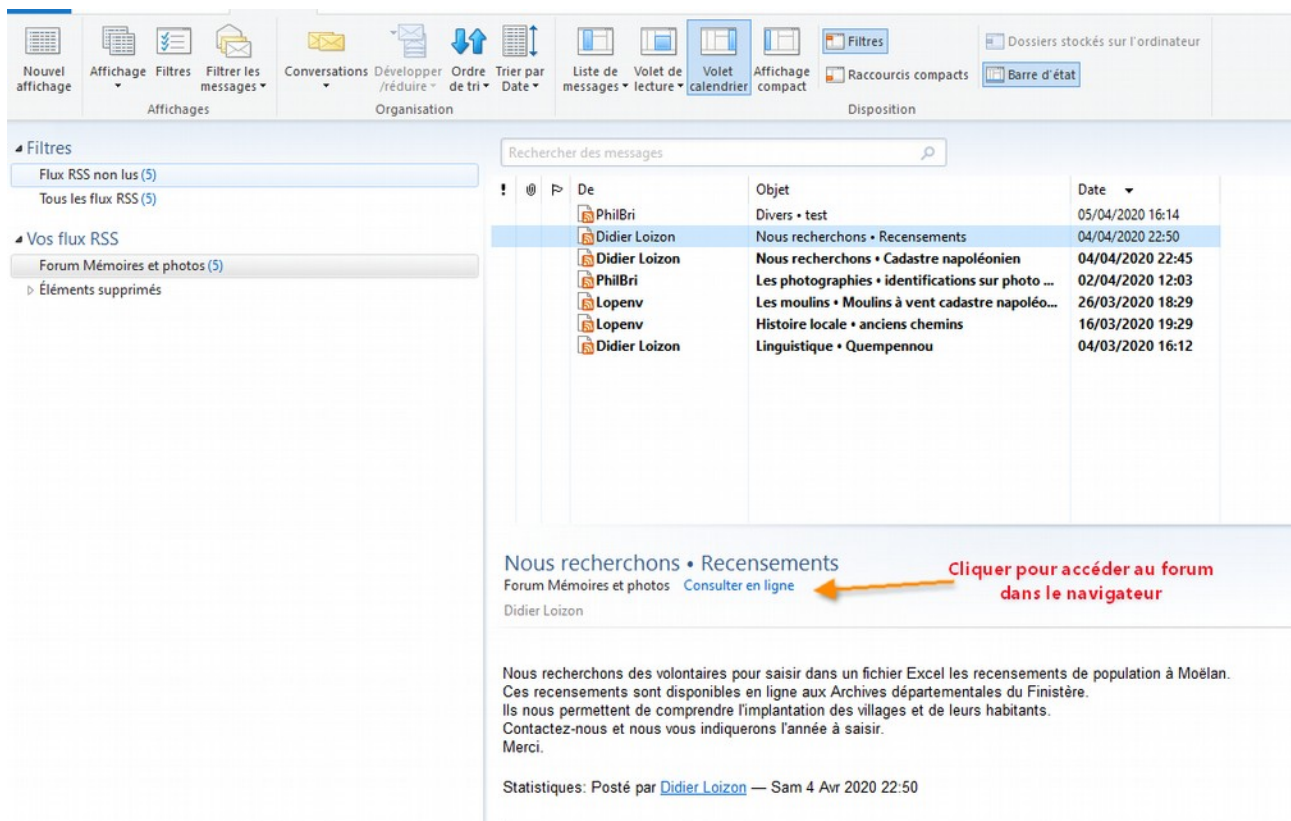 Nouvel affichage
Affichage
Filtres
Filtrer les messages
Affichages
Conversations
Développer /réduire
Ordre de tri
Trier par Date
Organisation
Liste de messages
Volet de lecture
Volet calendrier
Affichage compact
Filtres
Raccourcis compacts
Dossiers stockés sur l'ordinateur
Barre d'état
Disposition
Filtres
Flux RSS non lus (5)
Tous les flux RSS (5)
Vos flux RSS
Forum Mémoires et photos (5)
Éléments supprimés
Rechercher des messages
! De Objet Date
PhilBri Divers • test 05/04/2020 16:14
Didier Loizon Nous recherchons • Recensements 04/04/2020 22:50
Didier Loizon Nous recherchons • Cadastre napoléonien 04/04/2020 22:45
PhilBri Les photographies • identifications sur photo ... 02/04/2020 12:03
Lopenv Les moulins • Moulins à vent cadastre napoléo... 26/03/2020 18:29
Lopenv Histoire locale • anciens chemins 16/03/2020 19:29
Didier Loizon Linguistique • Quempennou 04/03/2020 16:12
Nous recherchons • Recensements
Forum Mémoires et photos Consulter en ligne
Didier Loizon
Cliquer pour accéder au forum
dans le navigateur
Nous recherchons des volontaires pour saisir dans un fichier Excel les recensements de population à Moëlan.
Ces recensements sont disponibles en ligne aux Archives départementales du Finistère.
Ils nous permettent de comprendre l'implantation des villages et de leurs habitants.
Contactez-nous et nous vous indiquerons l'année à saisir.
Merci.
Statistiques: Posté par Didier Loizon — Sam 4 Avr 2020 22:50